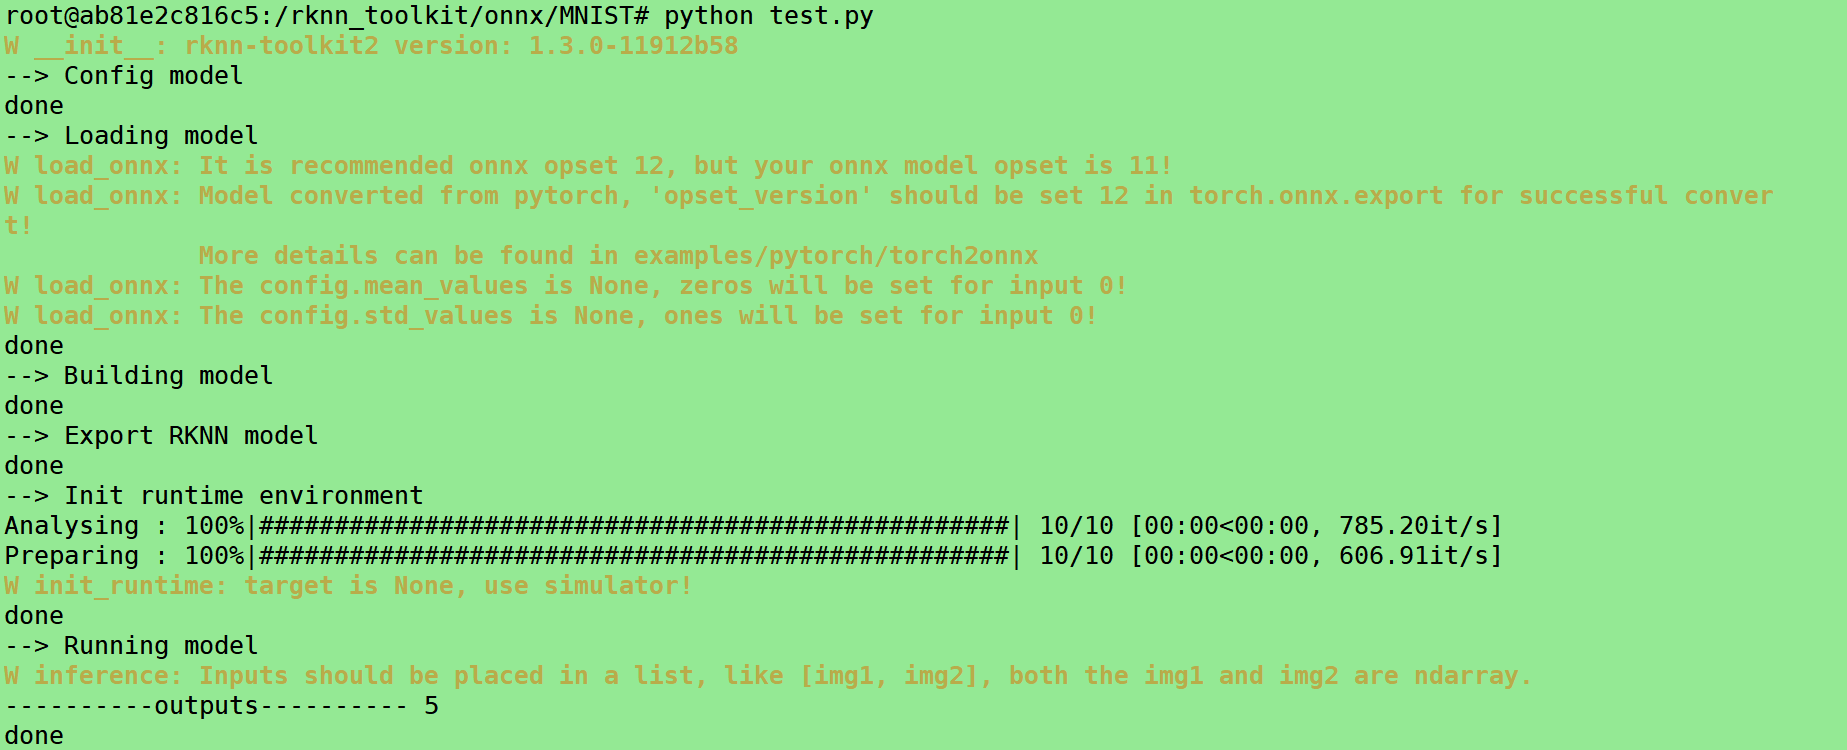 root@ab81e2c816c5:/rknn_toolkit/onnx/MNIST# python test.py
W __init__: rknn-toolkit2 version: 1.3.0-11912b58
--> Config model
done
--> Loading model
W load_onnx: It is recommended onnx opset 12, but your onnx model opset is 11!
W load_onnx: Model converted from pytorch, 'opset_version' should be set 12 in torch.onnx.export for successful conver
t!
             More details can be found in examples/pytorch/torch2onnx
W load_onnx: The config.mean_values is None, zeros will be set for input 0!
W load_onnx: The config.std_values is None, ones will be set for input 0!
done
--> Building model
done
--> Export RKNN model
done
--> Init runtime environment
Analysing : 100%|##################################################| 10/10 [00:00<00:00, 785.20it/s]
Preparing : 100%|##################################################| 10/10 [00:00<00:00, 606.91it/s]
W init_runtime: target is None, use simulator!
done
--> Running model
W inference: Inputs should be placed in a list, like [img1, img2], both the img1 and img2 are ndarray.
----------outputs---------- 5
done